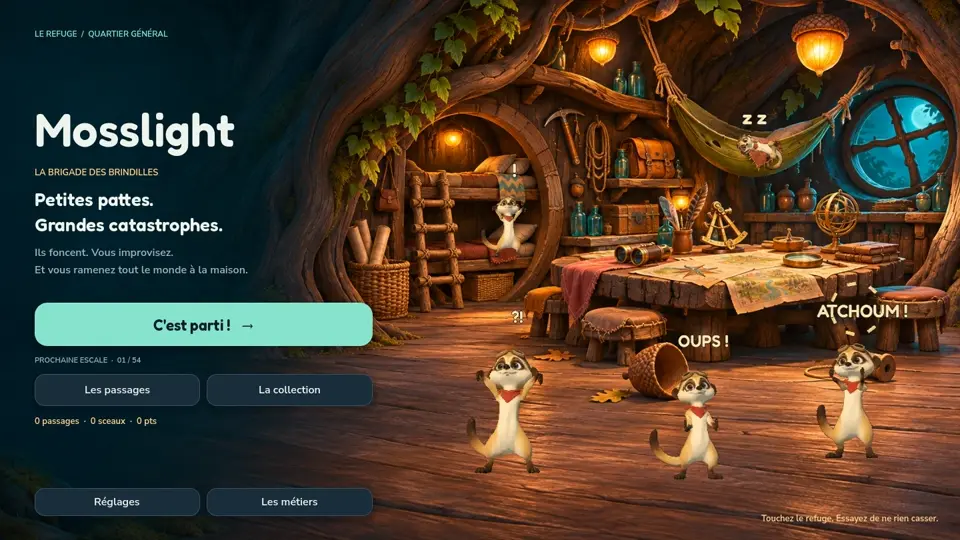 LE REFUGE / QUARTIER GÉNÉRAL
Mosslight
LA BRIGADE DES BRINDILLES
Petites pattes.
Grandes catastrophes.
Ils foncent. Vous improvisez.
Et vous ramenez tout le monde à la maison.
C'est parti ! →
PROCHAINE ESCALE · 01 / 54
Les passages
La collection
0 passages · 0 sceaux · 0 pts
Réglages
Les métiers
z z
!
?!
OUPS !
ATCHOUM !
Touchez le refuge. Essayez de ne rien casser.